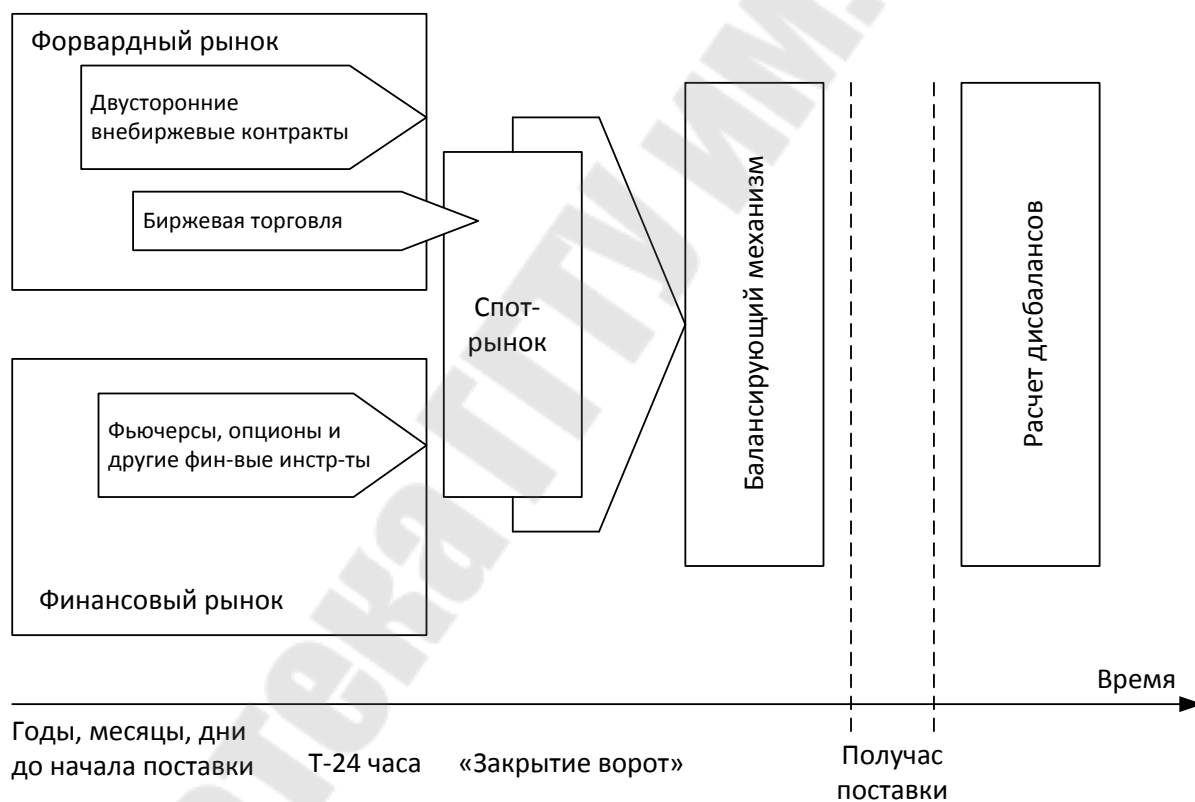 Форвардный рынок
Двусторонние
внебиржевые контракты
Биржевая торговля
Спот-
рынок
Балансирующий механизм
Расчет дисбалансов
Фьючерсы, опционы и
другие фин-вые инстр-ты
Финансовый рынок
Время
Годы, месяцы, дни
до начала поставки
Т-24 часа
«Закрытие ворот»
Получас
поставки